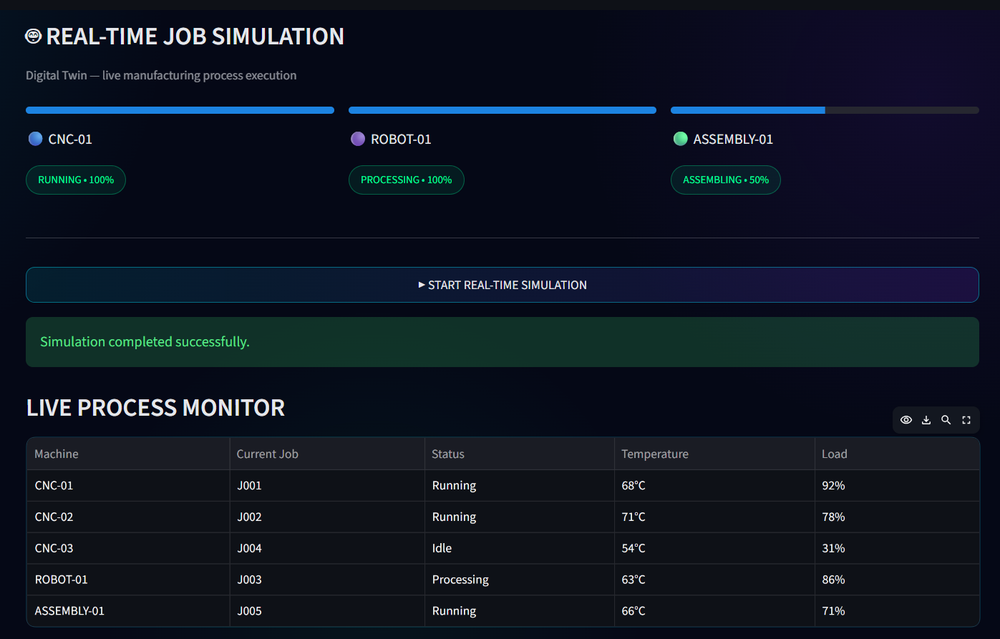 REAL-TIME JOB SIMULATION
Digital Twin — live manufacturing process execution
CNC-01 ROBOT-01 ASSEMBLY-01
RUNNING • 100% PROCESSING • 100% ASSEMBLING • 50%
▶ START REAL-TIME SIMULATION
Simulation completed successfully.
LIVE PROCESS MONITOR
Machine Current Job Status Temperature Load
CNC-01 J001 Running 68°C 92%
CNC-02 J002 Running 71°C 78%
CNC-03 J004 Idle 54°C 31%
ROBOT-01 J003 Processing 63°C 86%
ASSEMBLY-01 J005 Running 66°C 71%